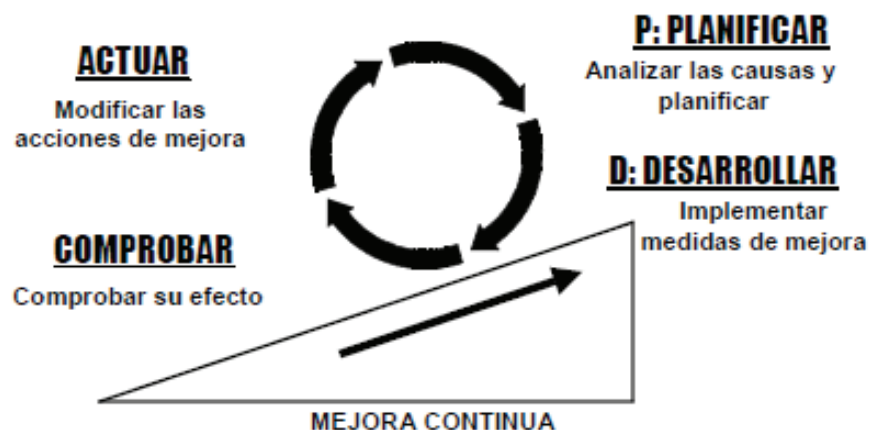 ACTUAR
Modificar las
acciones de mejora
P: PLANIFICAR
Analizar las causas y
planificar
D: DESARROLLAR
Implementar
medidas de mejora
COMPROBAR
Comprobar su efecto
MEJORA CONTINUA